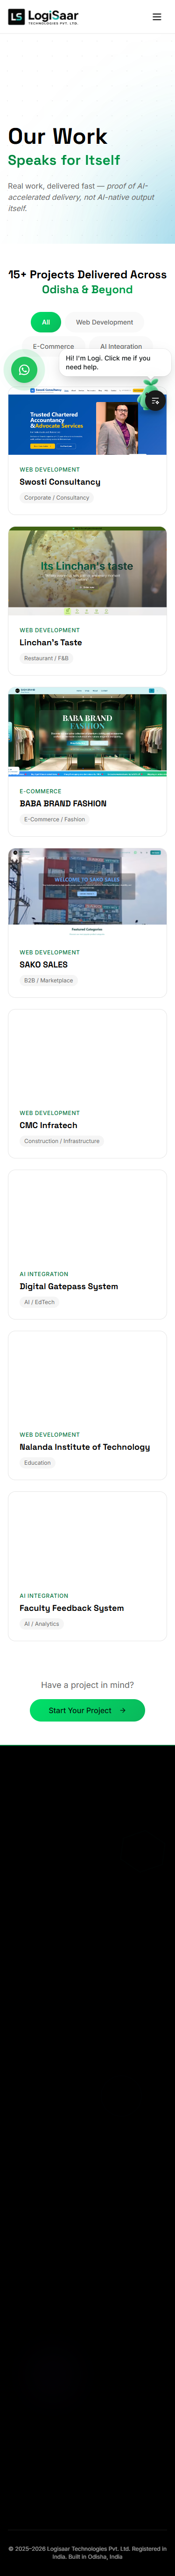 LogiSaar
TECHNOLOGIES PVT. LTD.
Our Work
Speaks for Itself
Real work, delivered fast — proof of AI-
accelerated delivery, not AI-native output
itself.
15+ Projects Delivered Across
Odisha & Beyond
All
Web Development
E-Commerce
AI Integration
Hi! I'm Logi. Click me if you
need help.
Trusted Chartered
Accountancy
&Advocate Services
WEB DEVELOPMENT
Swosti Consultancy
Corporate / Consultancy
Its Linchan's taste
WEB DEVELOPMENT
Linchan's Taste
Restaurant / F&B
BABA BRAND
FASHION
E-COMMERCE
BABA BRAND FASHION
E-Commerce / Fashion
WELCOME TO SAKO SALES
Featured Categories
WEB DEVELOPMENT
SAKO SALES
B2B / Marketplace
WEB DEVELOPMENT
CMC Infratech
Construction / Infrastructure
AI INTEGRATION
Digital Gatepass System
AI / EdTech
WEB DEVELOPMENT
Nalanda Institute of Technology
Education
AI INTEGRATION
Faculty Feedback System
AI / Analytics
Have a project in mind?
Start Your Project →
© 2025–2026 Logisaar Technologies Pvt. Ltd. Registered in
India. Built in Odisha, India